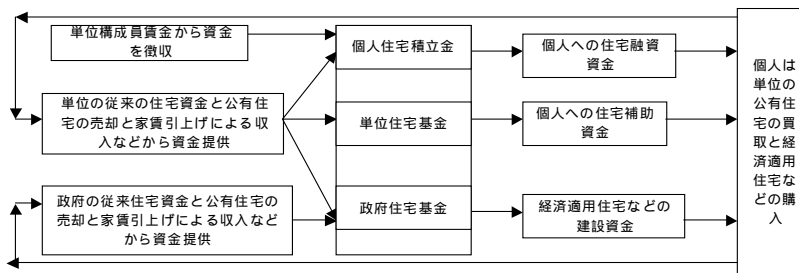 単位構成員賃金から資金
を徴収
個人住宅積立金
個人への住宅融資
資金
単位の従来の住宅資金と公有住
宅の売却と家賃引上げによる収
入などから資金提供
単位住宅基金
個人への住宅補助
資金
政府の従来住宅資金と公有住宅の
売却と家賃引上げによる収入など
から資金提供
政府住宅基金
経済適用住宅などの
建設資金
個人は
単位の
公有住
宅の買
取と経
済適用
住宅な
どの購
入